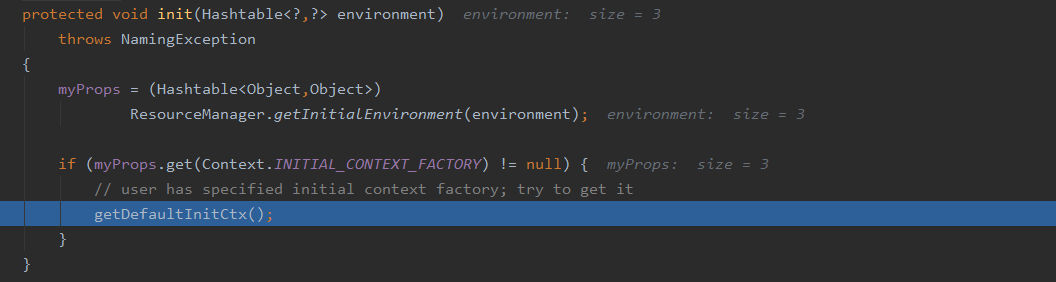 protected void init(Hashtable<?,?> environment)  environment:  size = 3
    throws NamingException
{
    myProps = (Hashtable<Object,Object>)
            ResourceManager.getInitialEnvironment(environment);  environment:  size = 3

    if (myProps.get(Context.INITIAL_CONTEXT_FACTORY) != null) {  myProps:  size = 3
        // user has specified initial context factory; try to get it
        getDefaultInitCtx();
    }
}